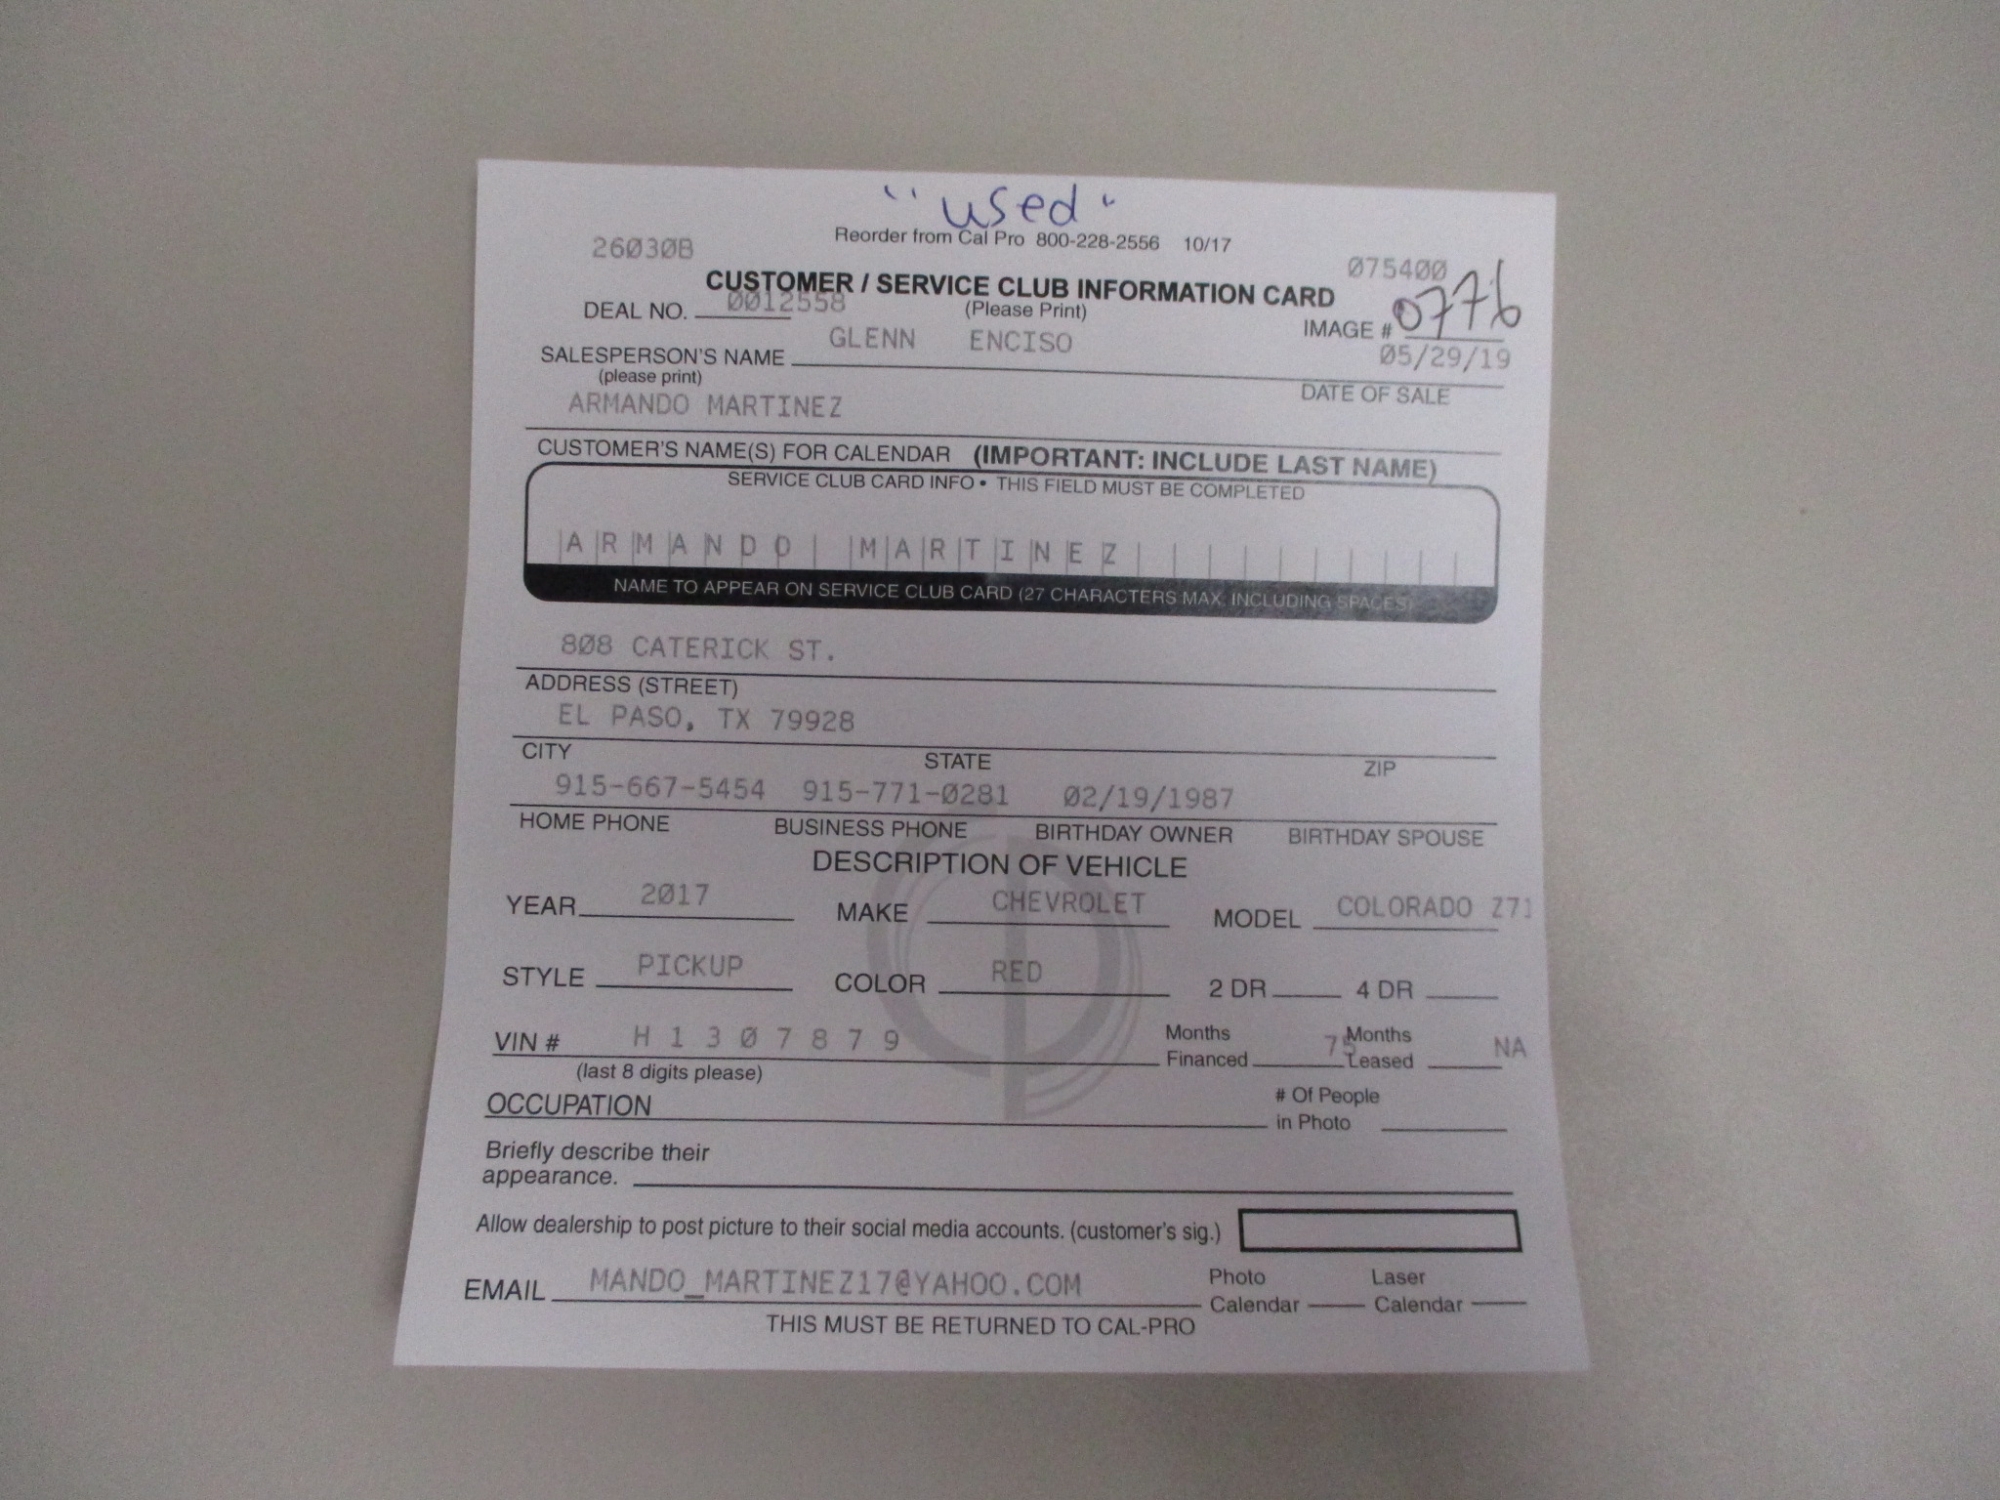 "used"
Reorder from Cal Pro 800-228-2556 10/17
26030B
075400
CUSTOMER / SERVICE CLUB INFORMATION CARD
DEAL NO. 0012558 (Please Print) IMAGE # 0776
SALESPERSON'S NAME GLENN ENCISO 05/29/19
(please print) DATE OF SALE
ARMANDO MARTINEZ
CUSTOMER'S NAME(S) FOR CALENDAR (IMPORTANT: INCLUDE LAST NAME)
SERVICE CLUB CARD INFO • THIS FIELD MUST BE COMPLETED
ARMANDO MARTINEZ
NAME TO APPEAR ON SERVICE CLUB CARD (27 CHARACTERS MAX. INCLUDING SPACES)
808 CATERICK ST.
ADDRESS (STREET)
EL PASO, TX 79928
CITY STATE ZIP
915-667-5454 915-771-0281 02/19/1987
HOME PHONE BUSINESS PHONE BIRTHDAY OWNER BIRTHDAY SPOUSE
DESCRIPTION OF VEHICLE
YEAR 2017 MAKE CHEVROLET MODEL COLORADO Z71
STYLE PICKUP COLOR RED 2 DR 4 DR
VIN # H 1 3 0 7 8 7 9 Months Financed 75 Months Leased NA
(last 8 digits please)
OCCUPATION # Of People in Photo
Briefly describe their
appearance.
Allow dealership to post picture to their social media accounts. (customer's sig.)
EMAIL MANDO_MARTINEZ17@YAHOO.COM Photo Calendar Laser Calendar
THIS MUST BE RETURNED TO CAL-PRO